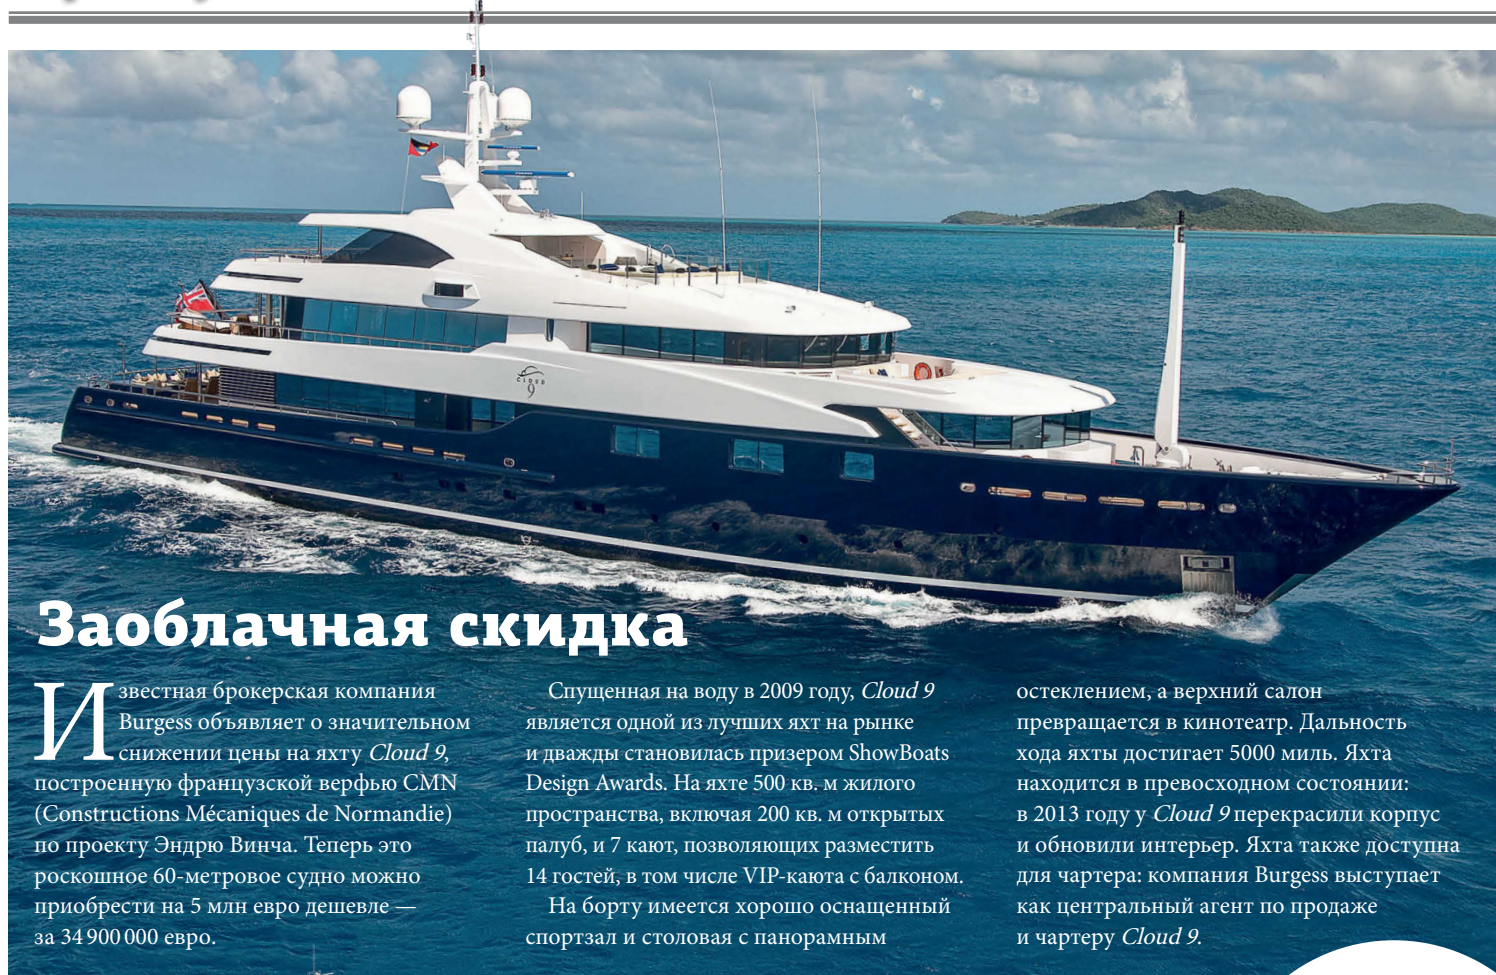 CLOUD
9
Заоблачная скидка
Известная брокерская компания
Burgess объявляет о значительном
снижении цены на яхту Cloud 9,
построенную французской верфью CMN
(Constructions Mécaniques de Normandie)
по проекту Эндрю Винча. Теперь это
роскошное 60-метровое судно можно
приобрести на 5 млн евро дешевле —
за 34 900 000 евро.
Спущенная на воду в 2009 году, Cloud 9
является одной из лучших яхт на рынке
и дважды становилась призером ShowBoats
Design Awards. На яхте 500 кв. м жилого
пространства, включая 200 кв. м открытых
палуб, и 7 кают, позволяющих разместить
14 гостей, в том числе VIP-каюта с балконом.
На борту имеется хорошо оснащенный
спортзал и столовая с панорамным
остеклением, а верхний салон
превращается в кинотеатр. Дальность
хода яхты достигает 5000 миль. Яхта
находится в превосходном состоянии:
в 2013 году у Cloud 9 перекрасили корпус
и обновили интерьер. Яхта также доступна
для чартера: компания Burgess выступает
как центральный агент по продаже
и чартеру Cloud 9.